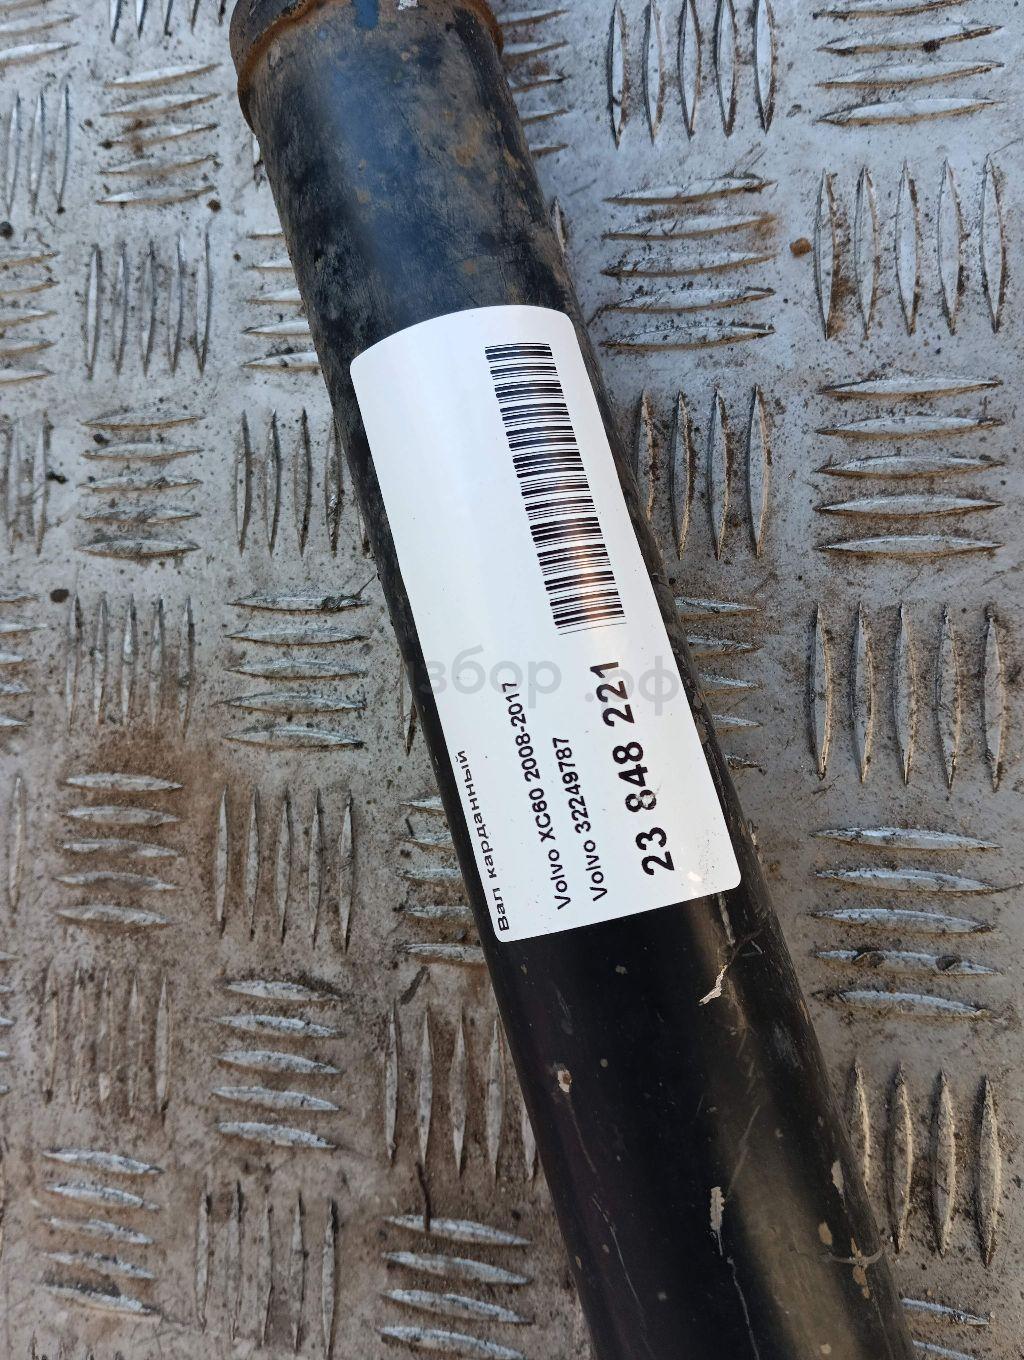 Вал карданный
Volvo XC60 2008-2017
Volvo 32249787
23 848 221